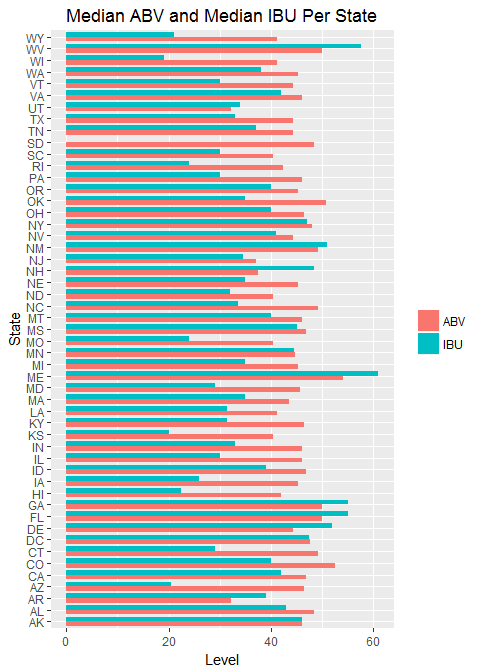 Median ABV and Median IBU Per State
WY
WV
WI
WA
VT
VA
UT
TX
TN
SD
SC
RI
PA
OR
OK
OH
NY
NV
NM
NJ
NH
NE
ND
NC
MT
MS
MO
MN
MI
ME
MD
MA
LA
KY
KS
IN
IL
ID
IA
HI
GA
FL
DE
DC
CT
CO
CA
AZ
AR
AL
AK
State
0 20 40 60
Level
ABV
IBU